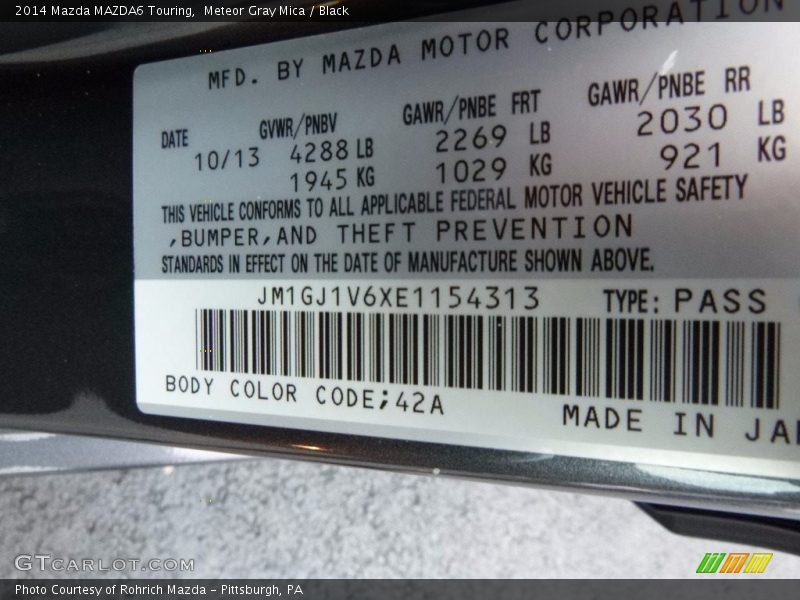 2014 Mazda MAZDA6 Touring,  Meteor Gray Mica / Black
MFD. BY MAZDA MOTOR CORPORATION
DATE GVWR/PNBV GAWR/PNBE FRT GAWR/PNBE RR
10/13 4288 LB 2269 LB 2030 LB
1945 KG 1029 KG 921 KG
THIS VEHICLE CONFORMS TO ALL APPLICABLE FEDERAL MOTOR VEHICLE SAFETY
,BUMPER,AND THEFT PREVENTION
STANDARDS IN EFFECT ON THE DATE OF MANUFACTURE SHOWN ABOVE.
JM1GJ1V6XE1154313 TYPE: PASS
BODY COLOR CODE;42A
MADE IN JA
GTCARLOT.COM
Photo Courtesy of Rohrich Mazda - Pittsburgh, PA